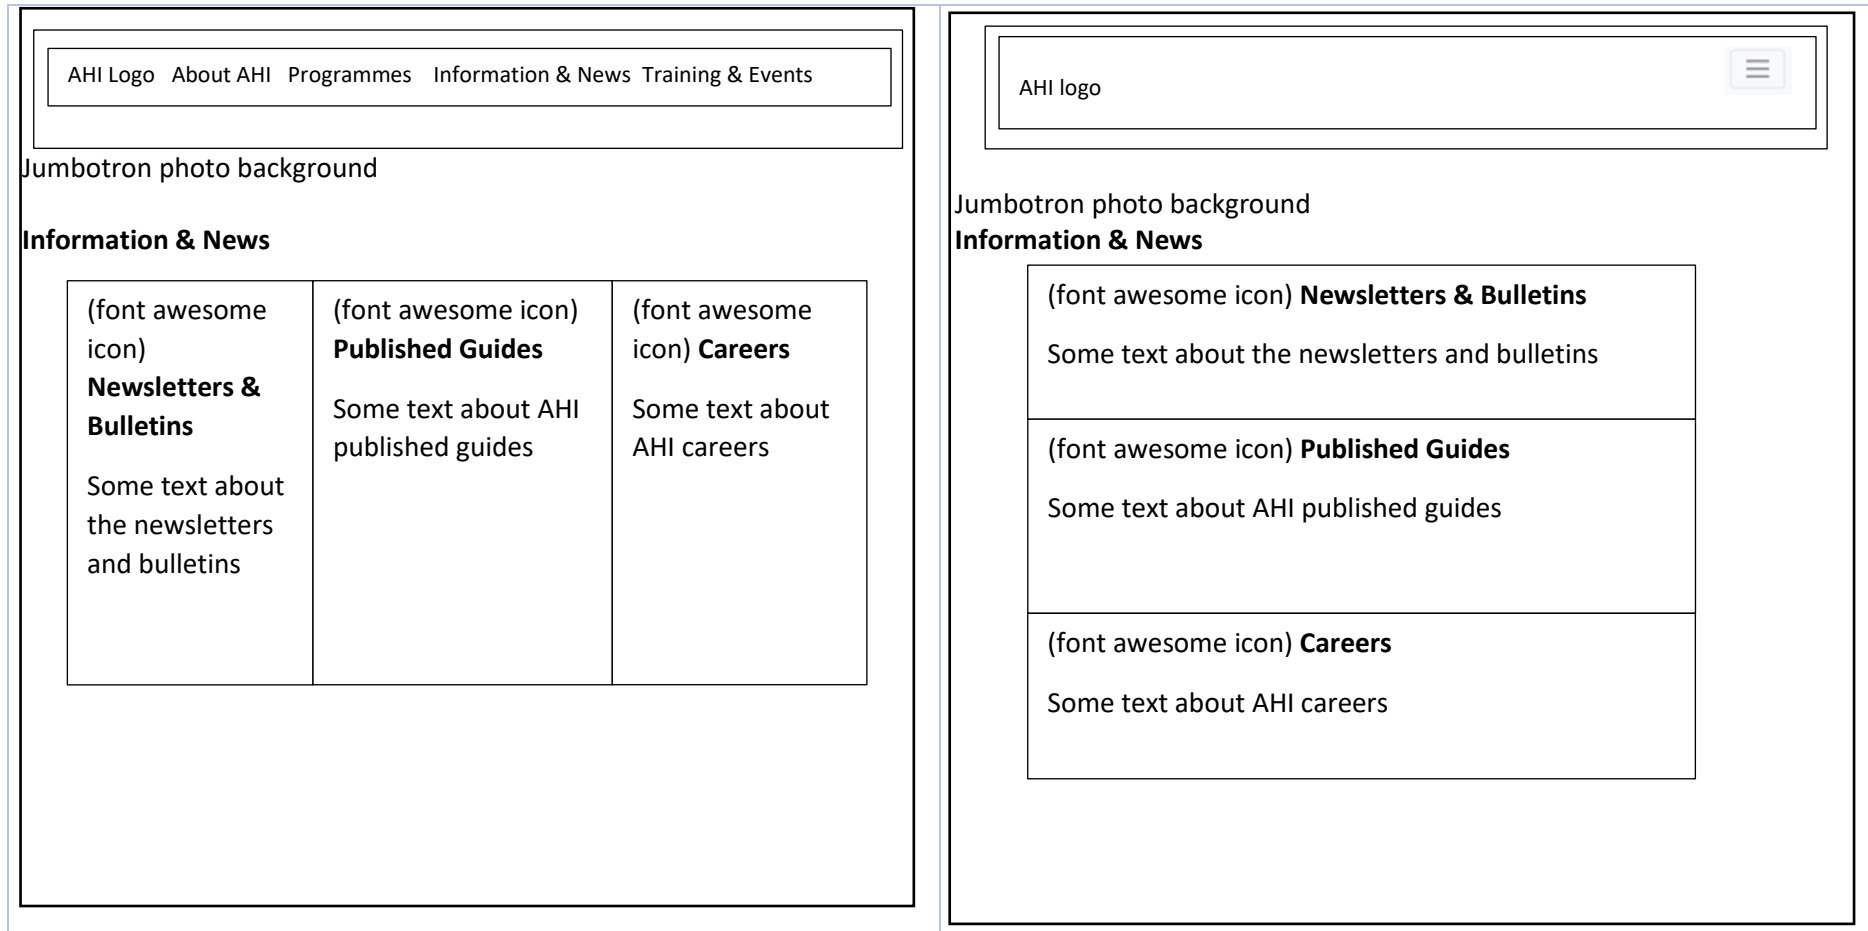 AHI Logo About AHI Programmes Information & News Training & Events
Jumbotron photo background
Information & News
(font awesome
icon)
Newsletters &
Bulletins
Some text about
the newsletters
and bulletins
(font awesome icon)
Published Guides
Some text about AHI
published guides
(font awesome
icon) Careers
Some text about
AHI careers
AHI logo
Jumbotron photo background
Information & News
(font awesome icon) Newsletters & Bulletins
Some text about the newsletters and bulletins
(font awesome icon) Published Guides
Some text about AHI published guides
(font awesome icon) Careers
Some text about AHI careers